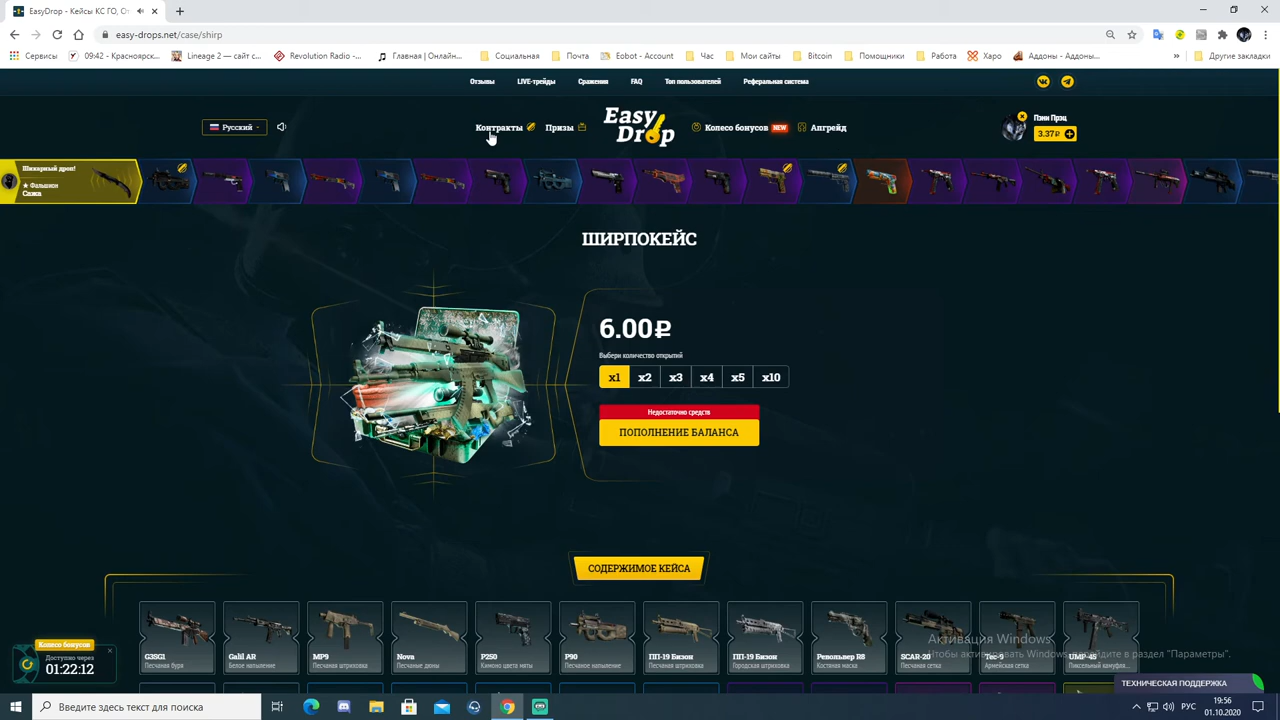 EasyDrop - Кейсы КС ГО, От
easy-drops.net/case/shirp
Сервисы
09:42 - Красноярск...
Lineage 2 — сайт с...
Revolution Radio -...
Главная | Онлайн...
Социальная
Почта
Eobot - Account
Час
Мои сайты
Bitcoin
Помощники
Работа
Харо
Аддоны – Аддоны...
»
Другие закладки
Отзывы
LIVE-трейды
Сражения
FAQ
Топ пользователей
Реферальная система
Русский
Контракты
Призы
Easy Drop
Колесо бонусов NEW
Апгрейд
Пэни Прэц
3.37₽
Шикарный дроп!
★ Фальшион
Сажа
ШИРПОКЕЙС
6.00₽
Выбери количество открытий
x1 x2 x3 x4 x5 x10
Недостаточно средств
ПОПОЛНЕНИЕ БАЛАНСА
СОДЕРЖИМОЕ КЕЙСА
G3SG1
Песчаная буря
Galil AR
Белое напыление
MP9
Песчаная штриховка
Nova
Песчаные дюны
P250
Кимоно цвета мяты
P90
Песчаное напыление
ПП-19 Бизон
Песчаная штриховка
ПП-19 Бизон
Городская штриховка
Револьвер R8
Костяная маска
SCAR-20
Песчаная сетка
Tec-9
Армейская сетка
UMP-45
Пиксельный камуфла...
Колесо бонусов
Доступно через
01:22:12
Активация Windows
Чтобы активировать Windows, перейдите в раздел "Параметры".
ТЕХНИЧЕСКАЯ ПОДДЕРЖКА
Введите здесь текст для поиска
РУС
19:56
01.10.2020